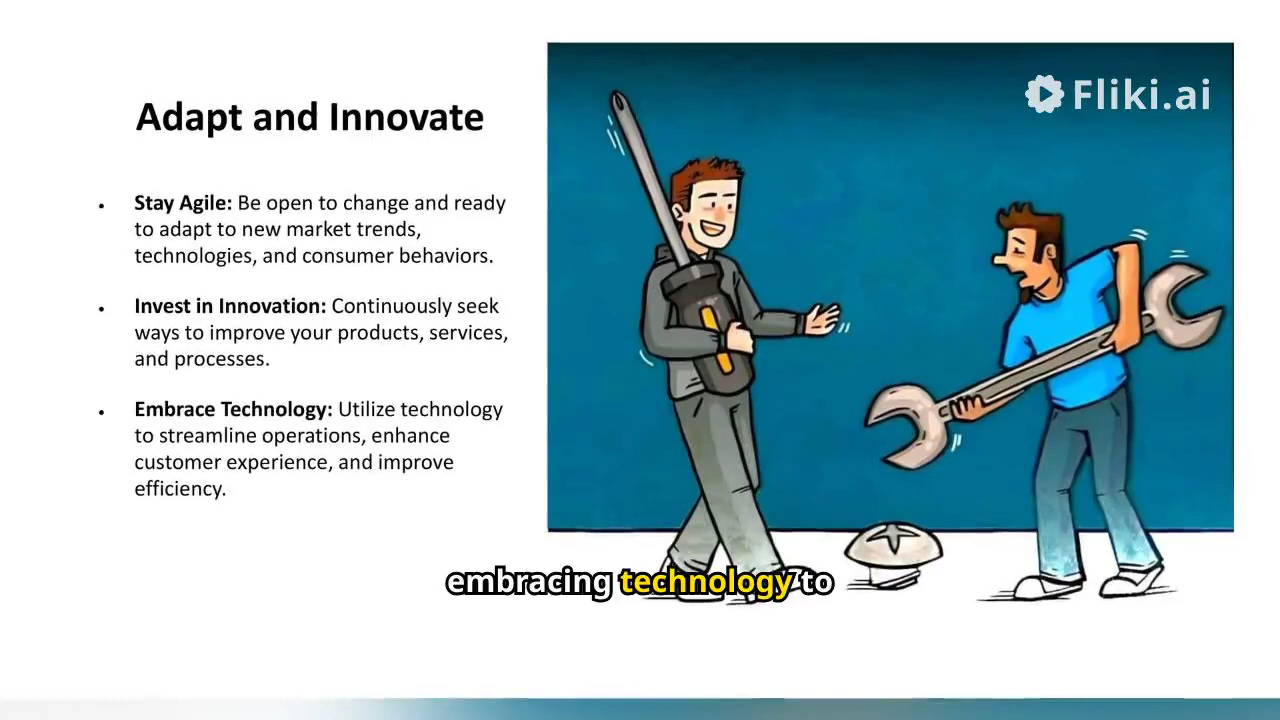 Fliki.ai
Adapt and Innovate
• Stay Agile: Be open to change and ready
to adapt to new market trends,
technologies, and consumer behaviors.
• Invest in Innovation: Continuously seek
ways to improve your products, services,
and processes.
• Embrace Technology: Utilize technology
to streamline operations, enhance
customer experience, and improve
efficiency.
embracing technology to